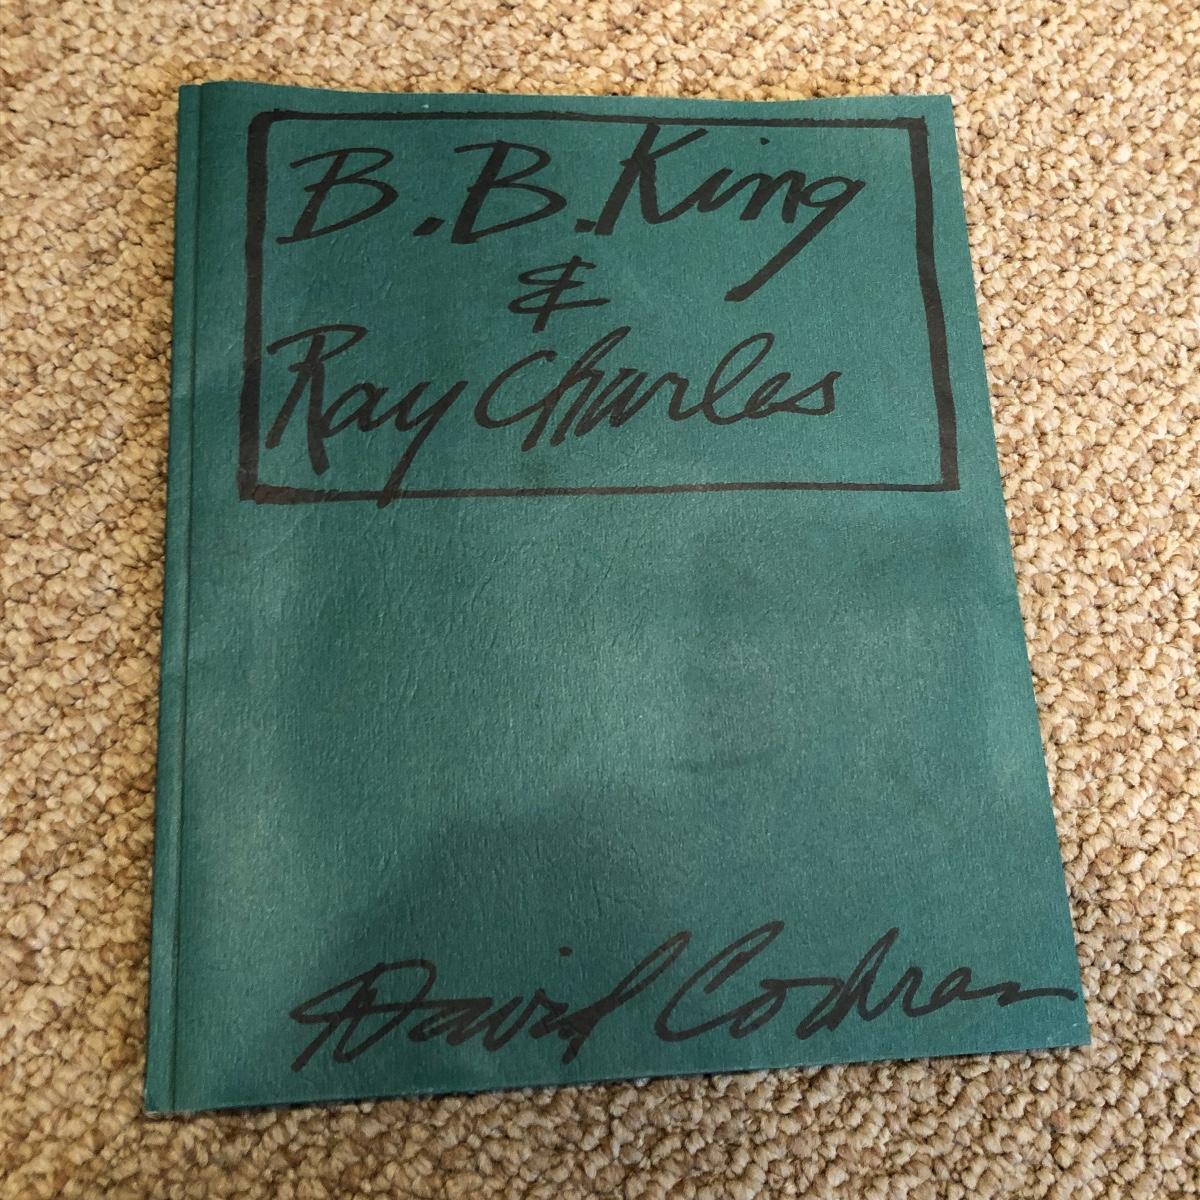 B.B. King
&
Ray Charles
David Cochran